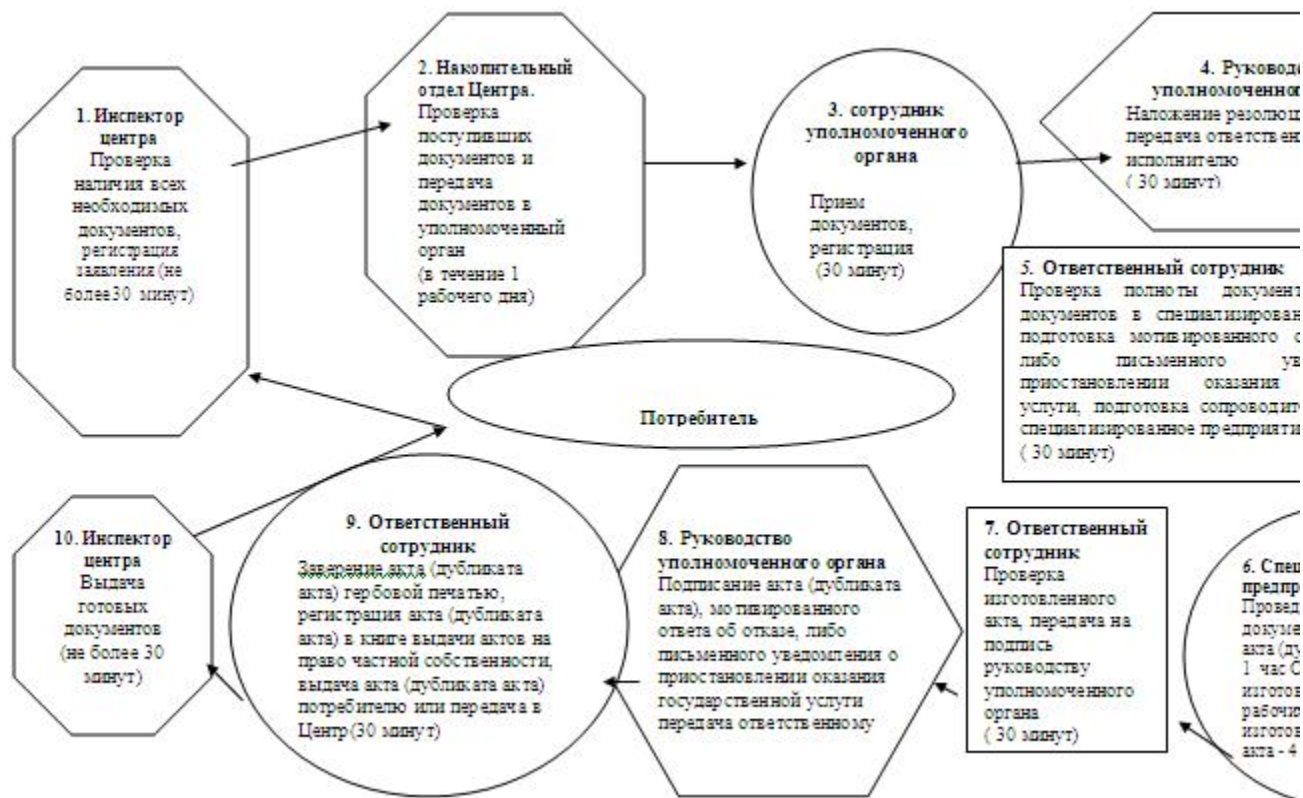 1. Инспектор
центра
Проверка
наличия всех
необходимых
документов,
регистрация
заявления (не
более30 минут)
2. Накопительный
отдел Центра.
Проверка
поступивших
документов и
передача
документов в
уполномоченный
орган
(в течение 1
рабочего дня)
3. сотрудник
уполномоченного
органа
Прием
документов,
регистрация
(30 минут)
4. Руковод
уполномоченног
Наложение резолюц
передача ответствен
исполнителю
( 30 минут)
5. Ответственный сотрудник
Проверка полноты документ
документов в специализирован
подготовка мотивированного о
либо письменного ув
приостановлении оказания
услуги, подготовка сопроводит
специализированное предприяти
( 30 минут)
Потребитель
10. Инспектор
центра
Выдача
готовых
документов
(не более 30
минут)
9. Ответственный
сотрудник
Заверение акта (дубликата
акта) гербовой печатью,
регистрация акта (дубликата
акта) в книге выдачи актов на
право частной собственности,
выдача акта (дубликата акта)
потребителю или передача в
Центр(30 минут)
8. Руководство
уполномоченного органа
Подписание акта (дубликата
акта), мотивированного
ответа об отказе, либо
письменного уведомления о
приостановлении оказания
государственной услуги
передача ответственному
7. Ответственный
сотрудник
Проверка
изготовленного
акта, передача на
подпись
руководству
уполномоченного
органа
( 30 минут)
6. Спец
предпр
Провед
докуме
акта (ду
1 час О
изготов
рабочих
изготов
акта - 4